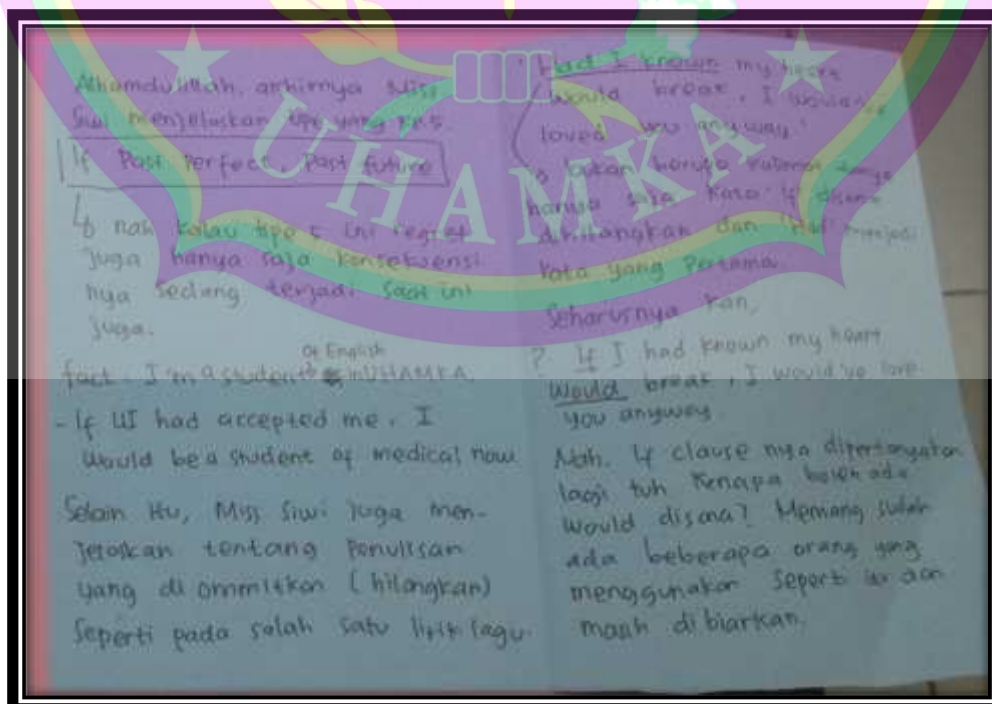 Alhamdulillah, akhirnya Miss
Siwi menjelaskan tipe yang ke5.
If Past Perfect, Past future
nah kalau tipe 5 ini regret
juga hanya saja konsekuensi
nya sedang terjadi saat ini
juga.
fact: I'm a student of English in UHAMKA.
- If UI had accepted me, I
would be a student of medical now
Selain itu, Miss Siwi juga men-
jelaskan tentang penulisan
yang di ommitkan (hilangkan)
Seperti pada salah satu lirik lagu.
"Had I known my heart
would break, I would've
loved you anyway"
bukan
hanya saja kata "if" disana
dihilangkan dan "Had" menjadi
kata yang pertama.
Seharusnya kan,
? If I had known my heart
would break, I would've love
you anyway.
Nah, if clause nya dipertanyakan
lagi tuh kenapa boleh ada
would disana? Memang sudah
ada beberapa orang yang
menggunakan seperti itu dan
masih dibiarkan.
UHAMKA